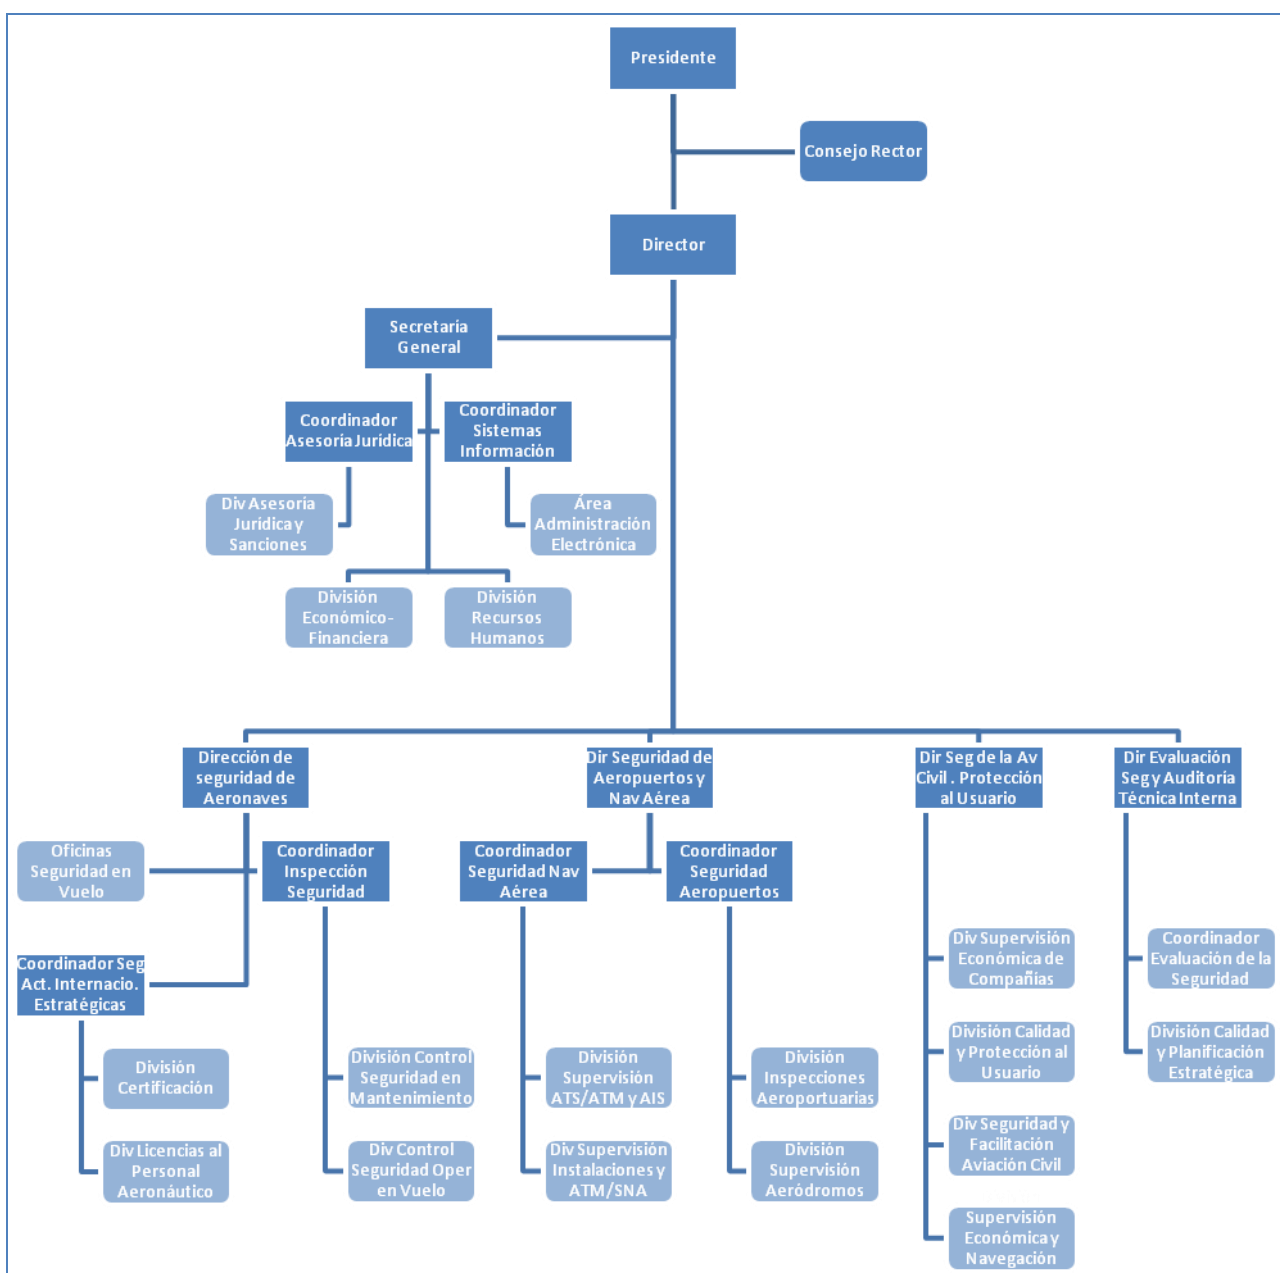 Presidente
Consejo Rector
Director
Secretaría
General
Coordinador
Asesoría Jurídica
Coordinador
Sistemas
Información
Div Asesoría
Jurídica y
Sanciones
Área
Administración
Electrónica
División
Económico-
Financiera
División
Recursos
Humanos
Dirección de
seguridad de
Aeronaves
Dir Seguridad de
Aeropuertos y
Nav Aérea
Dir Seg de la Av
Civil . Protección
al Usuario
Dir Evaluación
Seg y Auditoría
Técnica Interna
Oficinas
Seguridad en
Vuelo
Coordinador
Inspección
Seguridad
Coordinador
Seguridad Nav
Aérea
Coordinador
Seguridad
Aeropuertos
Coordinador Seg
Act. Internacio.
Estratégicas
Div Supervisión
Económica de
Compañías
Coordinador
Evaluación de la
Seguridad
División
Certificación
División Control
Seguridad en
Mantenimiento
División
Supervisión
ATS/ATM y AIS
División
Inspecciones
Aeroportuarias
División Calidad
y Protección al
Usuario
División Calidad
y Planificación
Estratégica
Div Licencias al
Personal
Aeronáutico
Div Control
Seguridad Oper
en Vuelo
Div Supervisión
Instalaciones y
ATM/SNA
División
Supervisión
Aeródromos
Div Seguridad y
Facilitación
Aviación Civil
Supervisión
Económica y
Navegación